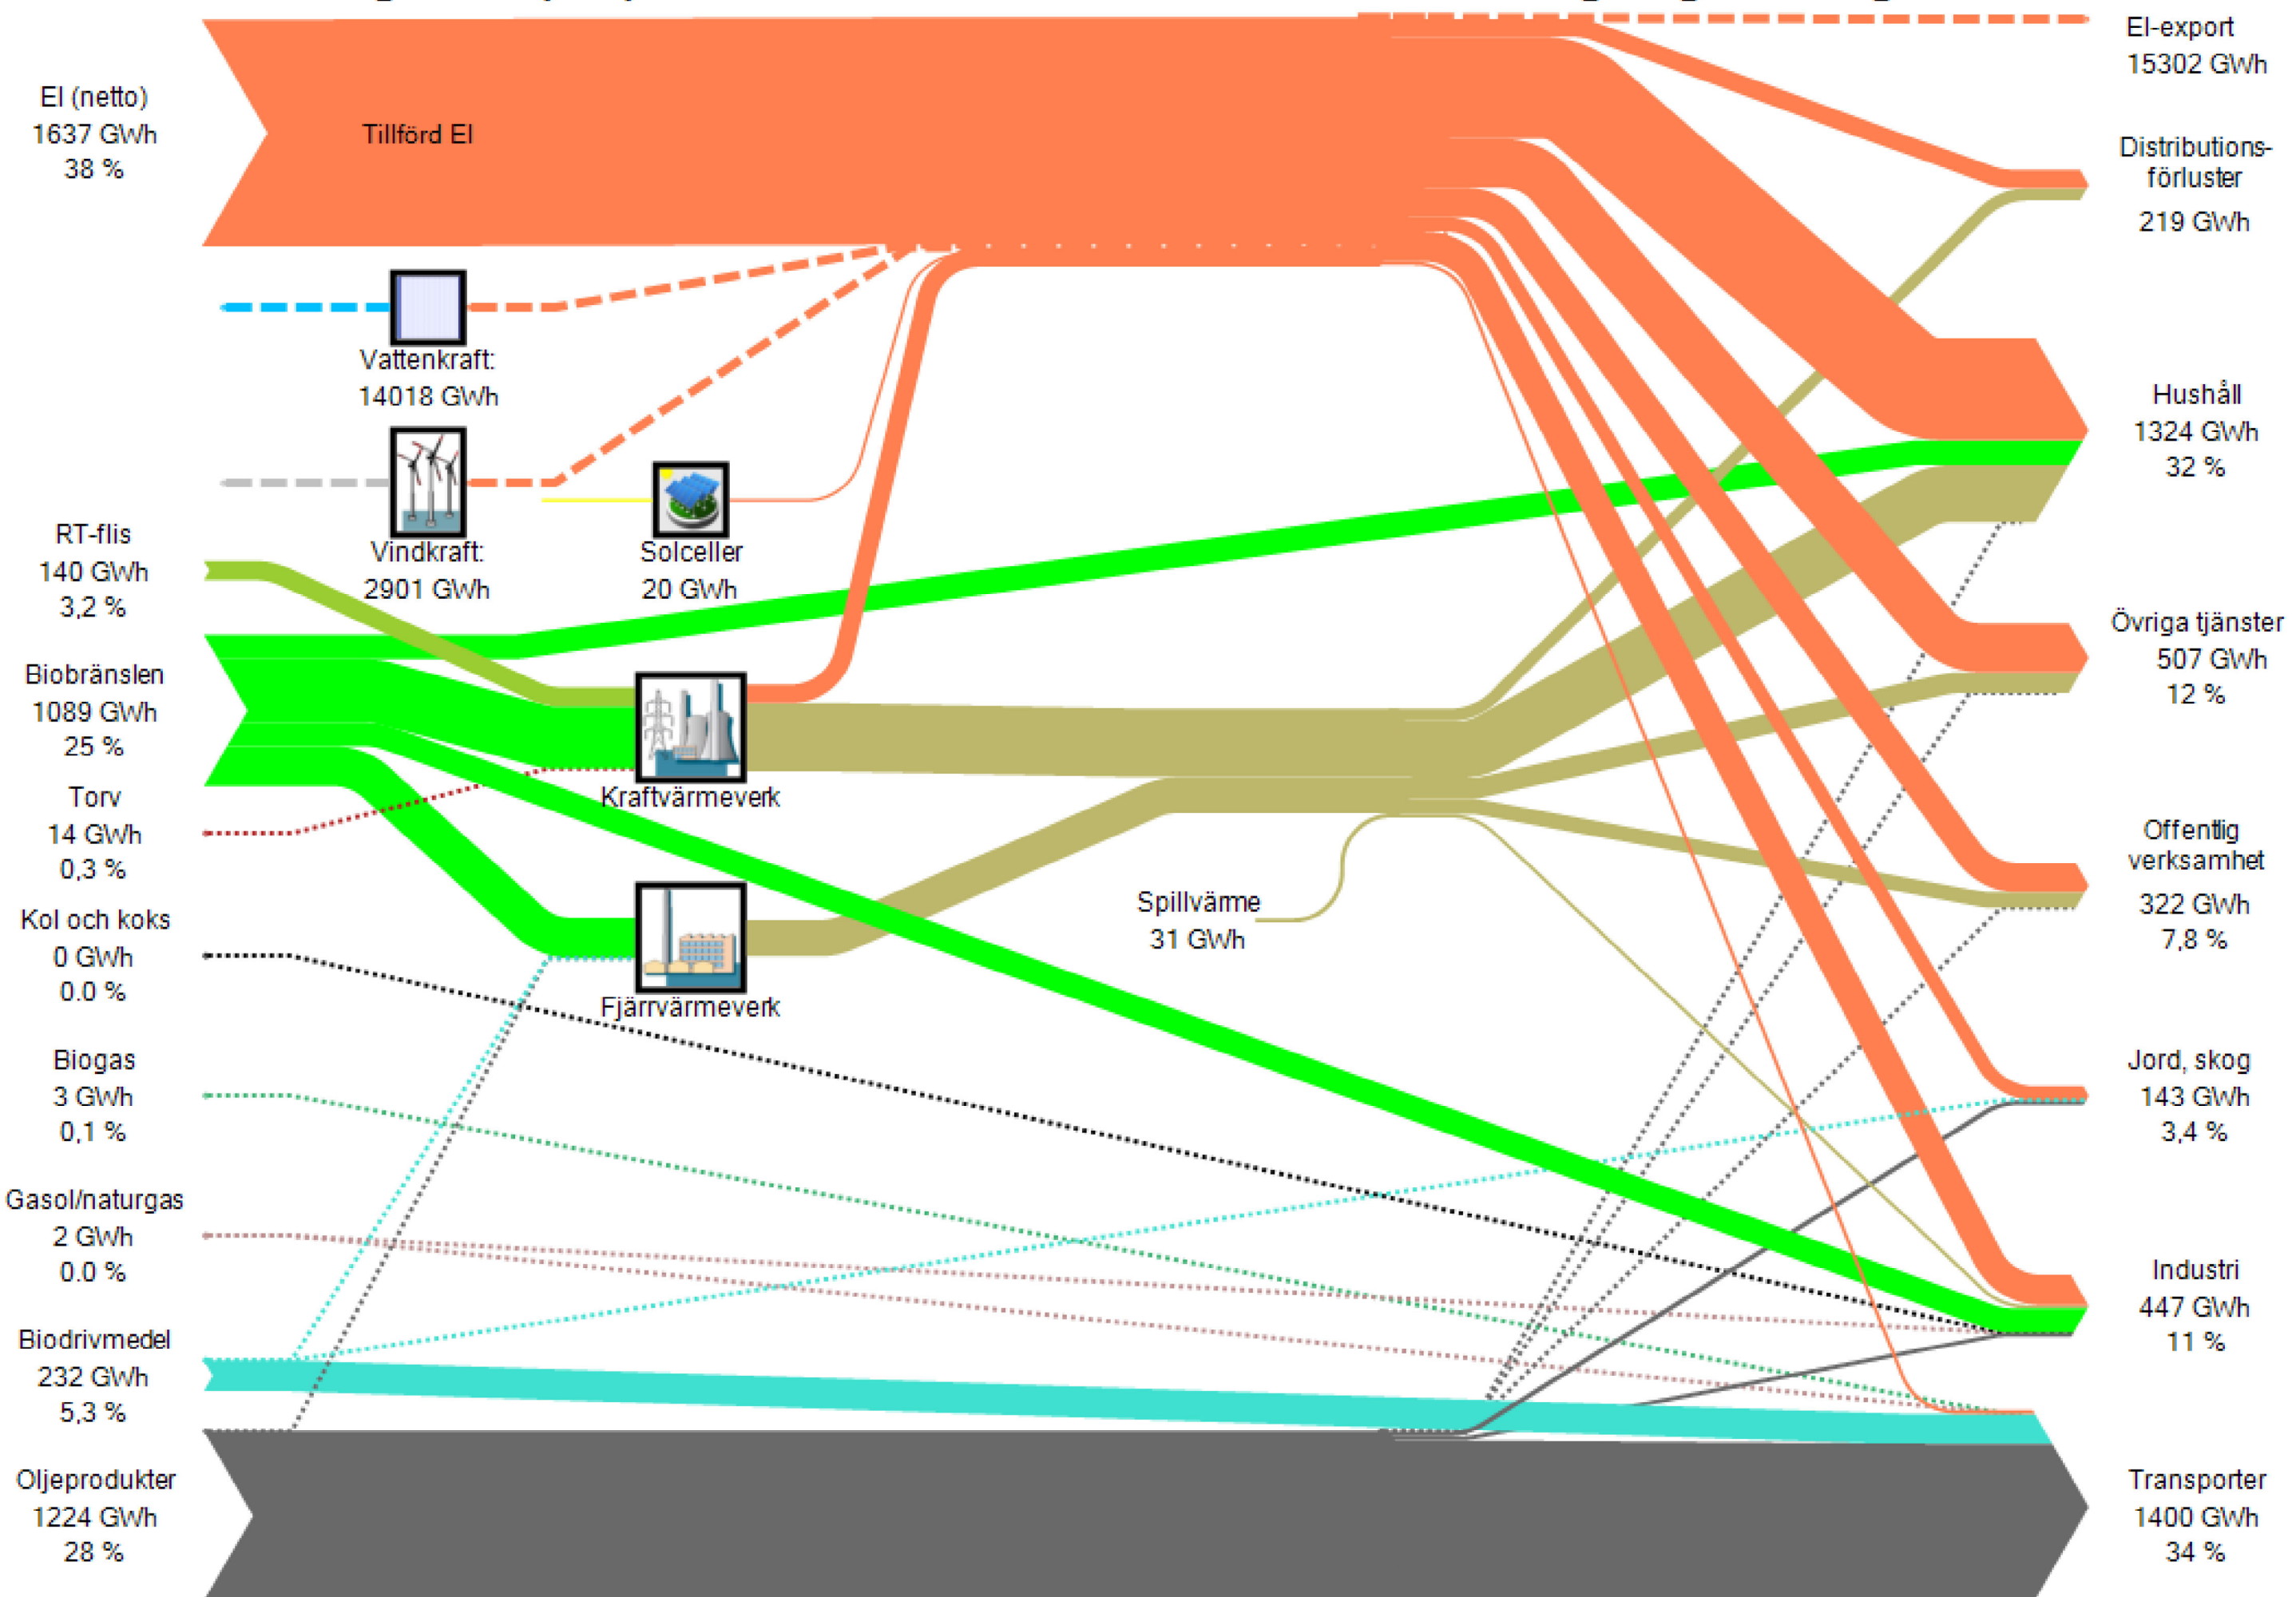 El-export
15302 GWh
El (netto)
1637 GWh
38 %
Tillförd El
Distributions-
förluster
219 GWh
Vattenkraft:
14018 GWh
Hushåll
1324 GWh
32 %
Vindkraft:
2901 GWh
Solceller
20 GWh
RT-flis
140 GWh
3,2 %
Övriga tjänster
507 GWh
12 %
Biobränslen
1089 GWh
25 %
Kraftvärmeverk
Torv
14 GWh
0,3 %
Offentlig
verksamhet
322 GWh
7,8 %
Spillvärme
31 GWh
Kol och koks
0 GWh
0.0 %
Fjärrvärmeverk
Biogas
3 GWh
0,1 %
Jord, skog
143 GWh
3,4 %
Gasol/naturgas
2 GWh
0.0 %
Industri
447 GWh
11 %
Biodrivmedel
232 GWh
5,3 %
Oljeprodukter
1224 GWh
28 %
Transporter
1400 GWh
34 %